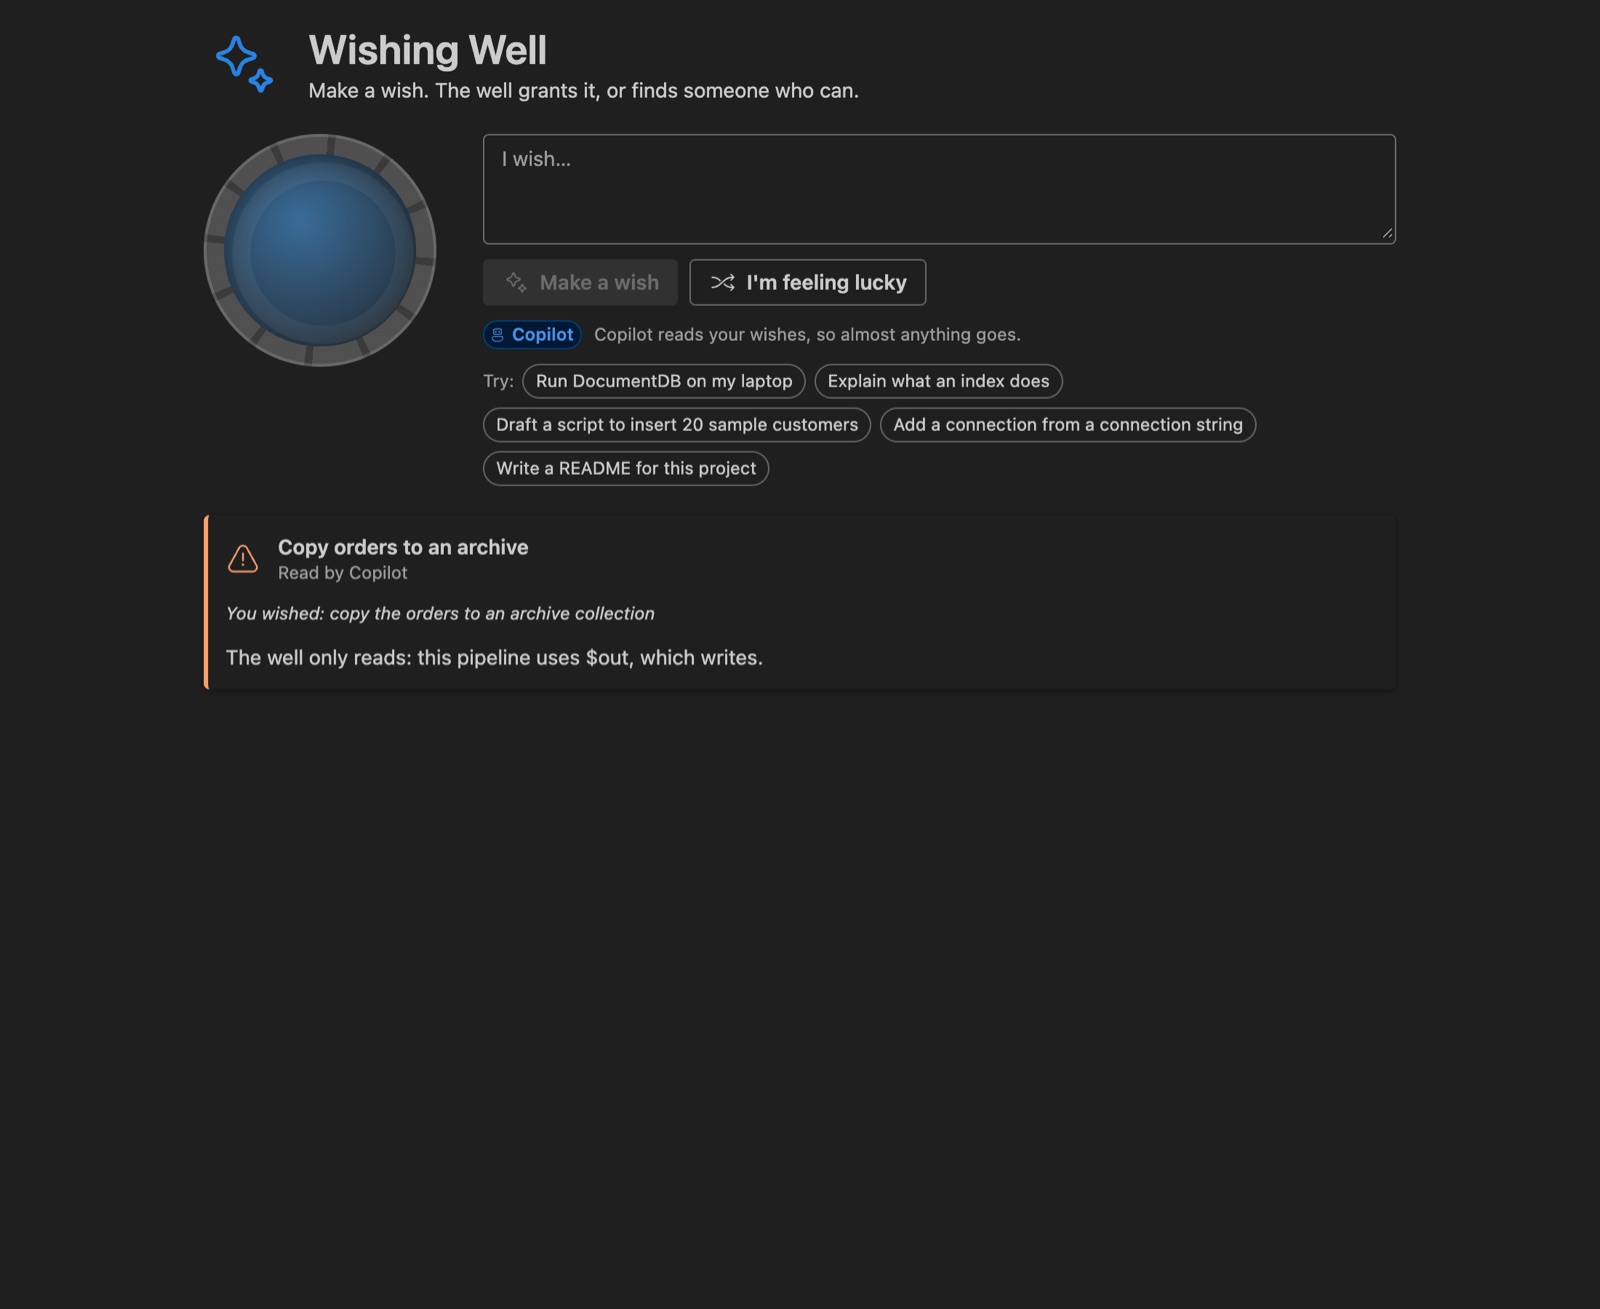 Wishing Well
Make a wish. The well grants it, or finds someone who can.
I wish...
Make a wish
I'm feeling lucky
Copilot
Copilot reads your wishes, so almost anything goes.
Try:
Run DocumentDB on my laptop
Explain what an index does
Draft a script to insert 20 sample customers
Add a connection from a connection string
Write a README for this project
Copy orders to an archive
Read by Copilot
You wished: copy the orders to an archive collection
The well only reads: this pipeline uses $out, which writes.